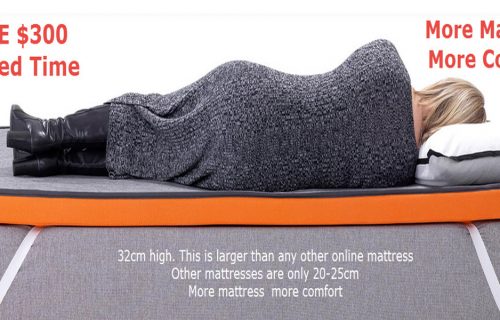 E $300
ed Time
More Ma
More Co
32cm high. This is larger than any other online mattress
Other mattresses are only 20-25cm
More mattress more comfort